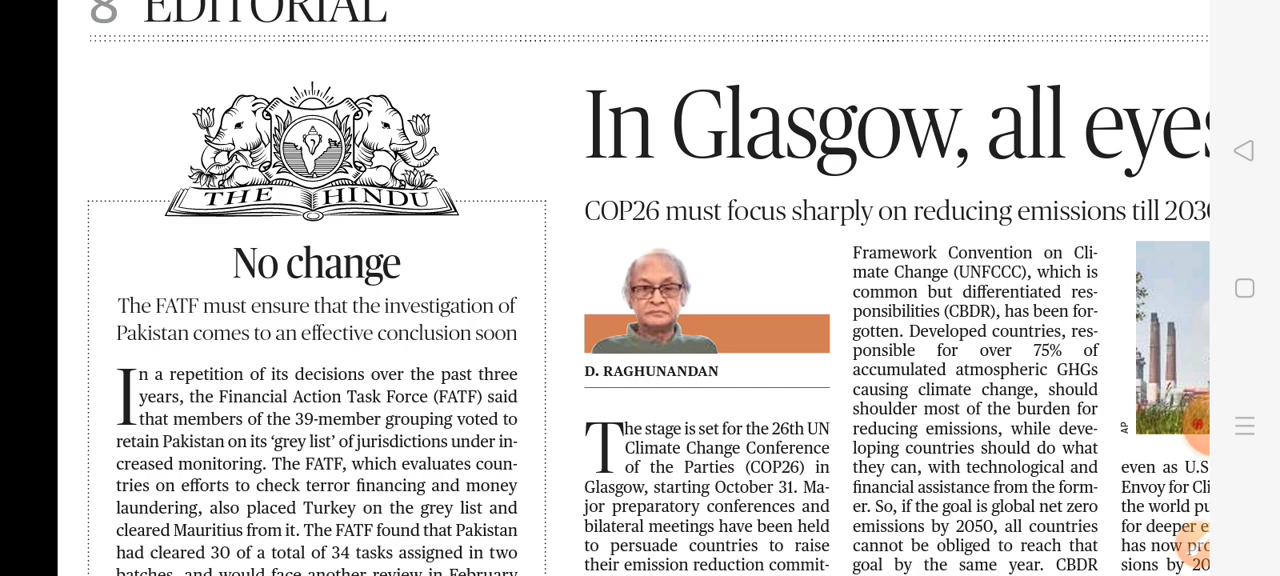 8 EDITORIAL
THE HINDU
No change
The FATF must ensure that the investigation of
Pakistan comes to an effective conclusion soon
In a repetition of its decisions over the past three
years, the Financial Action Task Force (FATF) said
that members of the 39-member grouping voted to
retain Pakistan on its ‘grey list’ of jurisdictions under in-
creased monitoring. The FATF, which evaluates coun-
tries on efforts to check terror financing and money
laundering, also placed Turkey on the grey list and
cleared Mauritius from it. The FATF found that Pakistan
had cleared 30 of a total of 34 tasks assigned in two
batches, and would face another review in February
In Glasgow, all eyes
COP26 must focus sharply on reducing emissions till 2030
D. RAGHUNANDAN
The stage is set for the 26th UN
Climate Change Conference
of the Parties (COP26) in
Glasgow, starting October 31. Ma-
jor preparatory conferences and
bilateral meetings have been held
to persuade countries to raise
their emission reduction commit-
Framework Convention on Cli-
mate Change (UNFCCC), which is
common but differentiated res-
ponsibilities (CBDR), has been for-
gotten. Developed countries, res-
ponsible for over 75% of
accumulated atmospheric GHGs
causing climate change, should
shoulder most of the burden for
reducing emissions, while deve-
loping countries should do what
they can, with technological and
financial assistance from the form-
er. So, if the goal is global net zero
emissions by 2050, all countries
cannot be obliged to reach that
goal by the same year. CBDR
AP
even as U.S
Envoy for Cli
the world pu
for deeper e
has now pro
sions by 20